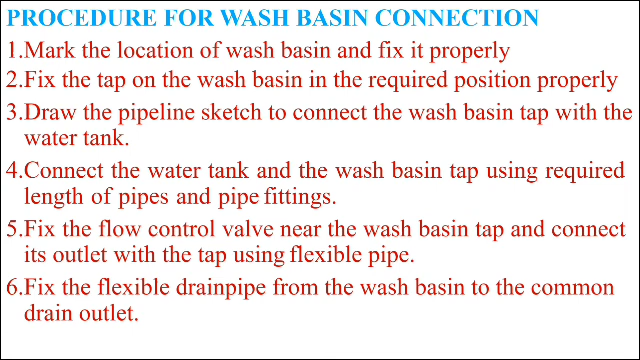 PROCEDURE FOR WASH BASIN CONNECTION
1.Mark the location of wash basin and fix it properly
2.Fix the tap on the wash basin in the required position properly
3.Draw the pipeline sketch to connect the wash basin tap with the
water tank.
4.Connect the water tank and the wash basin tap using required
length of pipes and pipe fittings.
5.Fix the flow control valve near the wash basin tap and connect
its outlet with the tap using flexible pipe.
6.Fix the flexible drainpipe from the wash basin to the common
drain outlet.